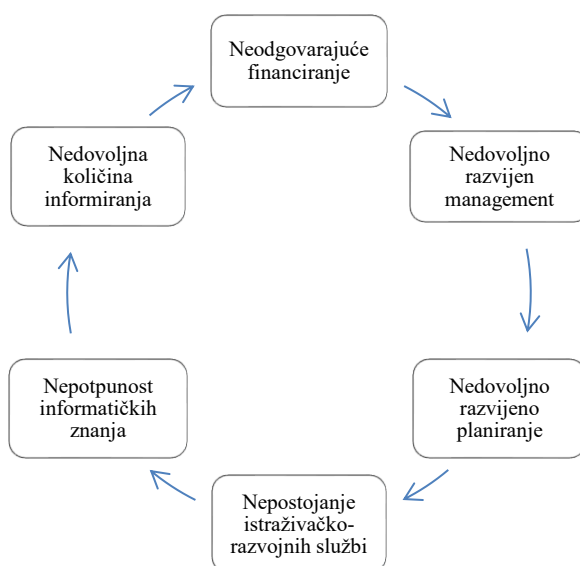 Neodgovarajuće
financiranje
Nedovoljno
razvijen
management
Nedovoljno
razvijeno
planiranje
Nepostojanje
istraživačko-
razvojnih službi
Nepotpunost
informatičkih
znanja
Nedovoljna
količina
informiranja